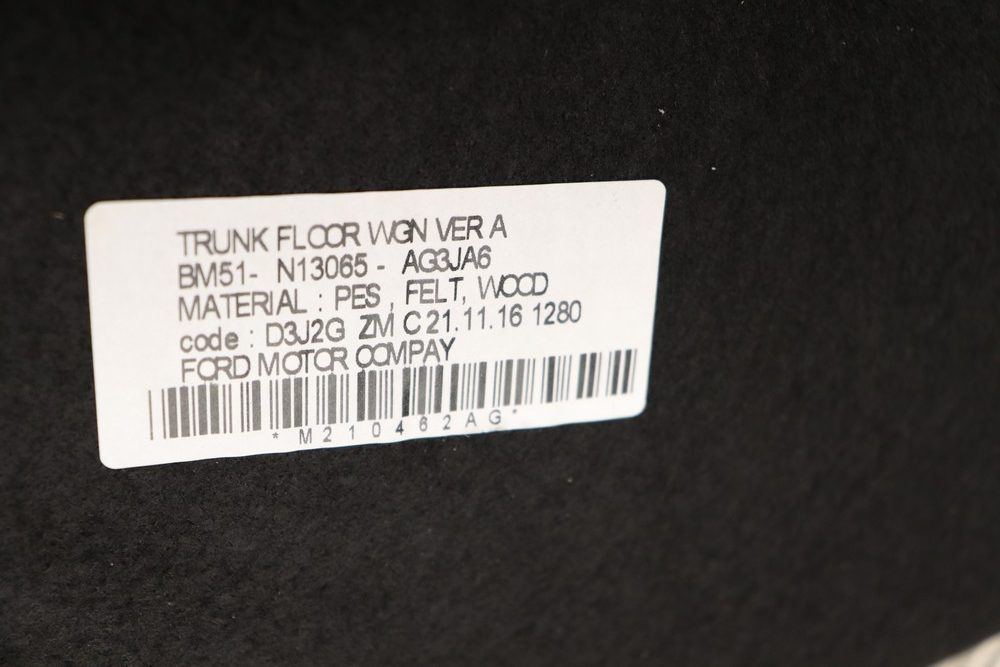 TRUNK FLOOR WGN VER A
BM51- N13065 - AG3JA6
MATERIAL : PES , FELT, WOOD
code : D3J2G ZM C 21.11.16 1280
FORD MOTOR COMPAY
*M210462AG*